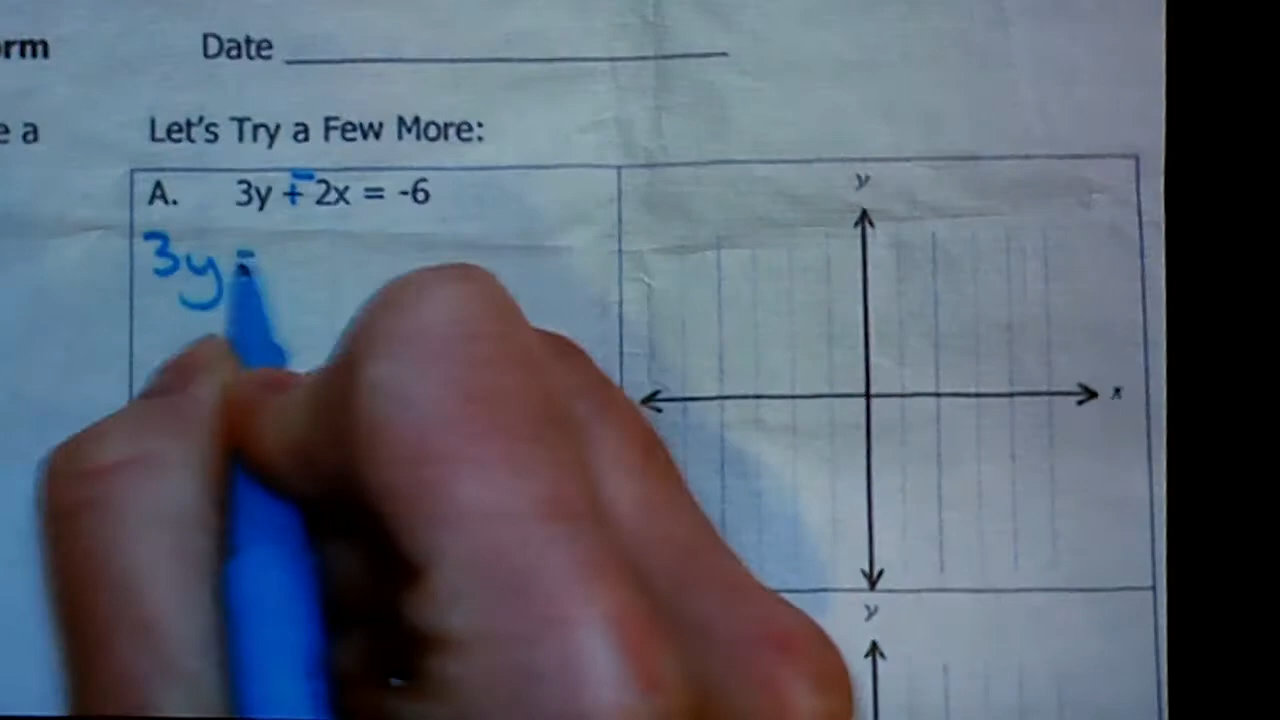 orm Date
e a Let's Try a Few More:
A. 3y + 2x = -6
3y =
y
x
y